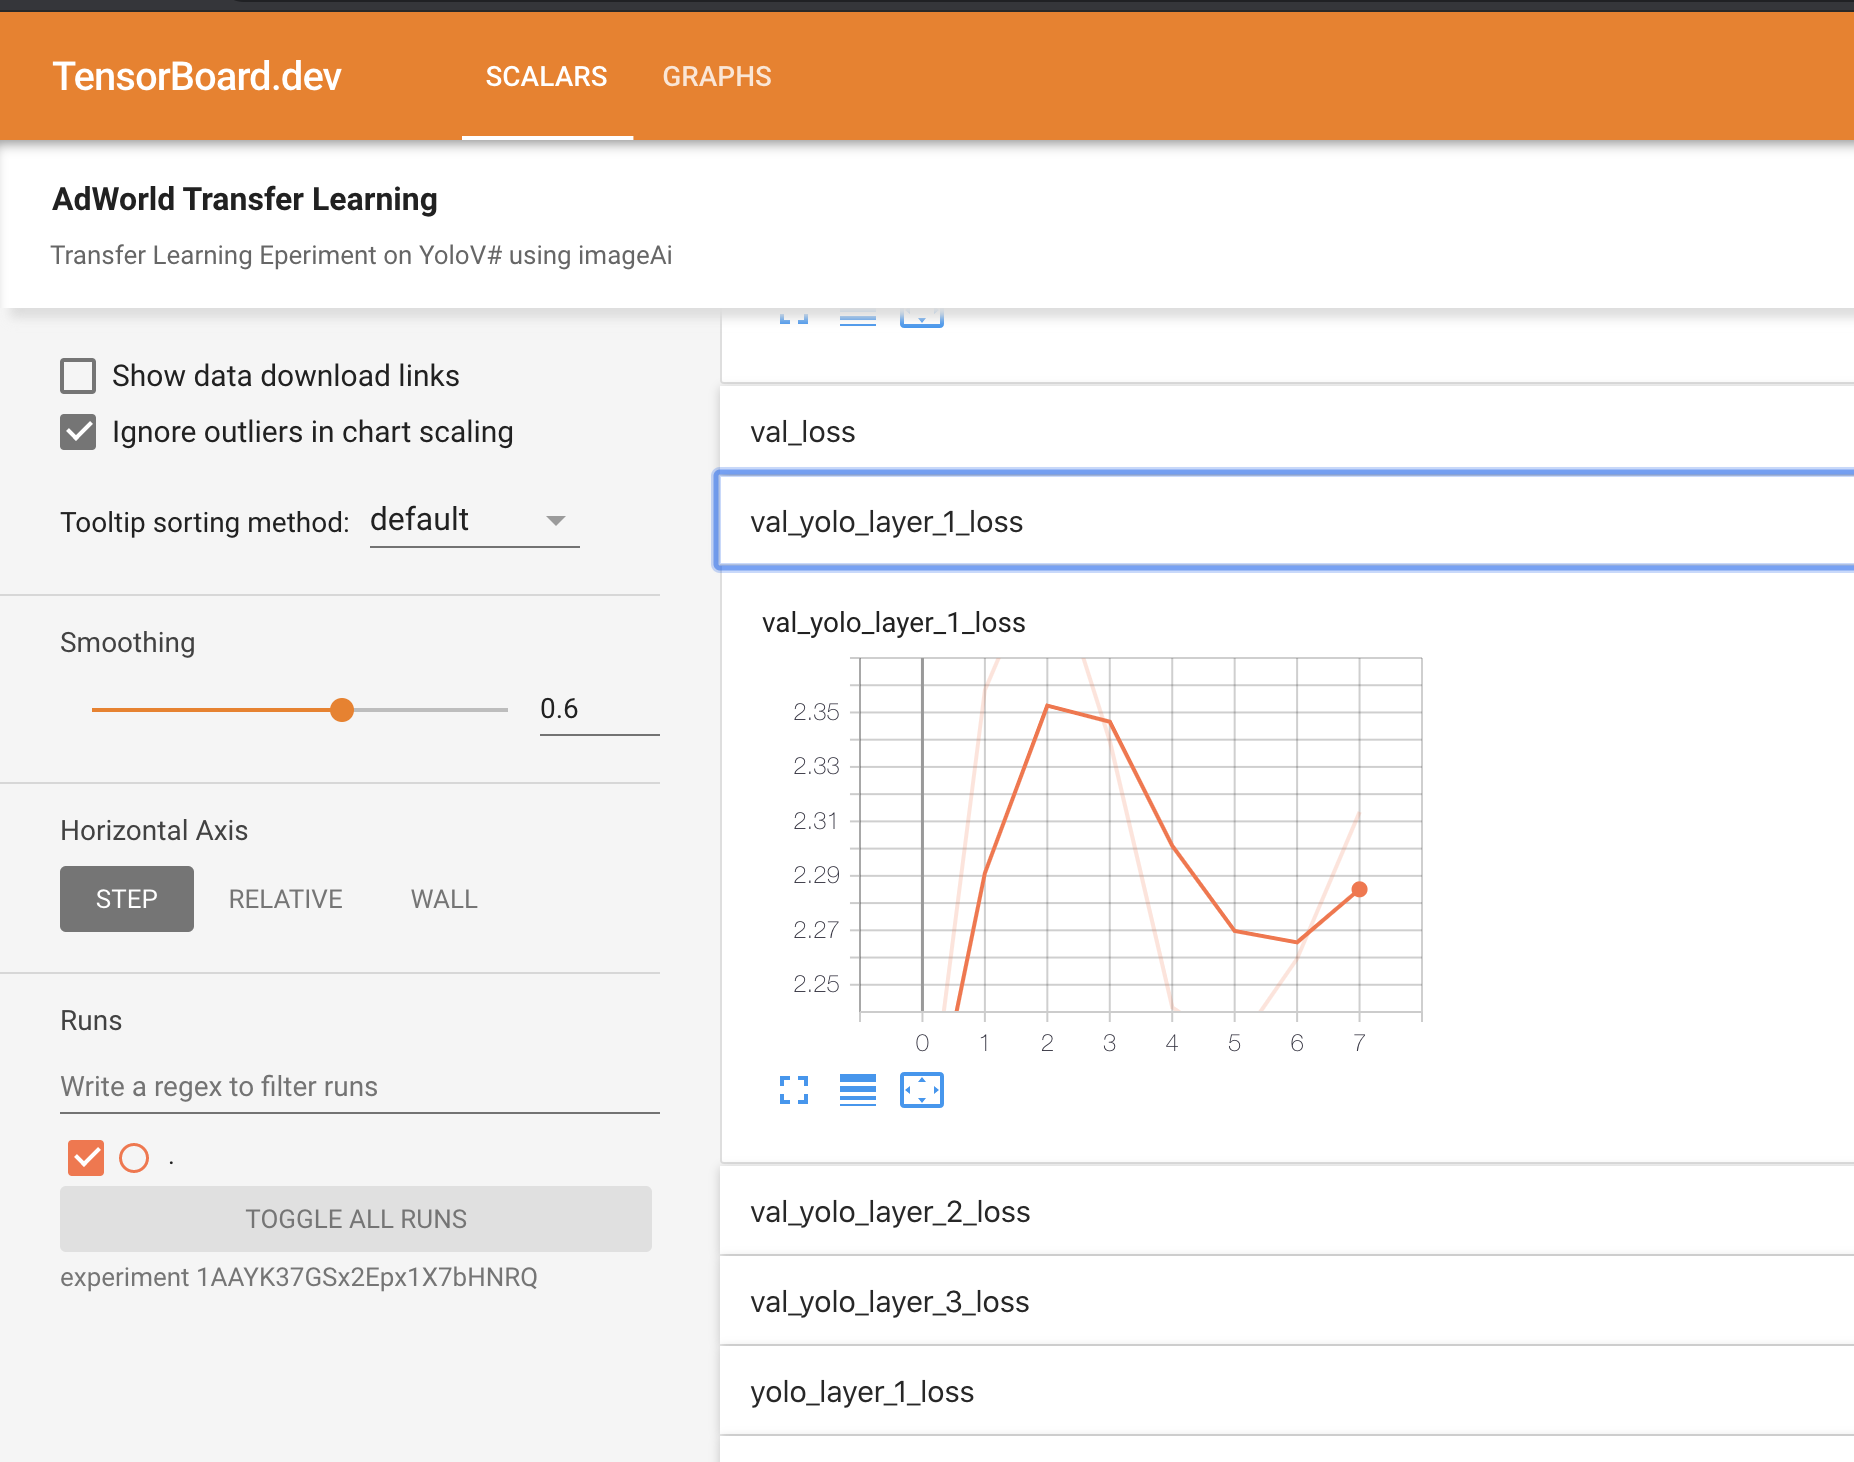 TensorBoard.dev SCALARS GRAPHS
AdWorld Transfer Learning
Transfer Learning Eperiment on YoloV# using imageAi
Show data download links
Ignore outliers in chart scaling
Tooltip sorting method: default
Smoothing
0.6
Horizontal Axis
STEP RELATIVE WALL
Runs
Write a regex to filter runs
.
TOGGLE ALL RUNS
experiment 1AAYK37GSx2Epx1X7bHNRQ
val_loss
val_yolo_layer_1_loss
val_yolo_layer_1_loss
2.35
2.33
2.31
2.29
2.27
2.25
0 1 2 3 4 5 6 7
val_yolo_layer_2_loss
val_yolo_layer_3_loss
yolo_layer_1_loss